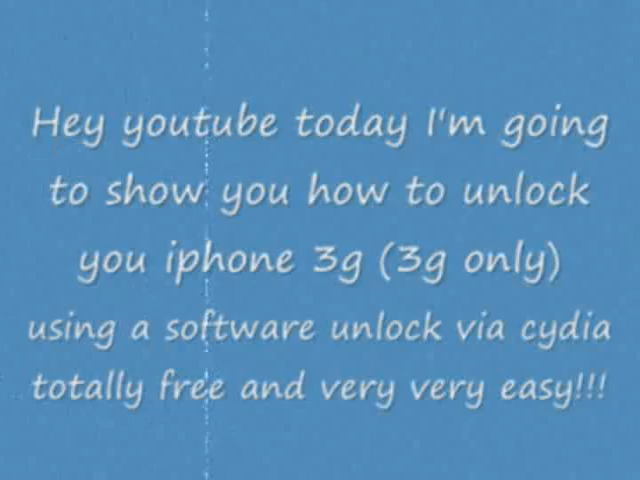 Hey youtube today I'm going
to show you how to unlock
you iphone 3g (3g only)
using a software unlock via cydia
totally free and very very easy!!!